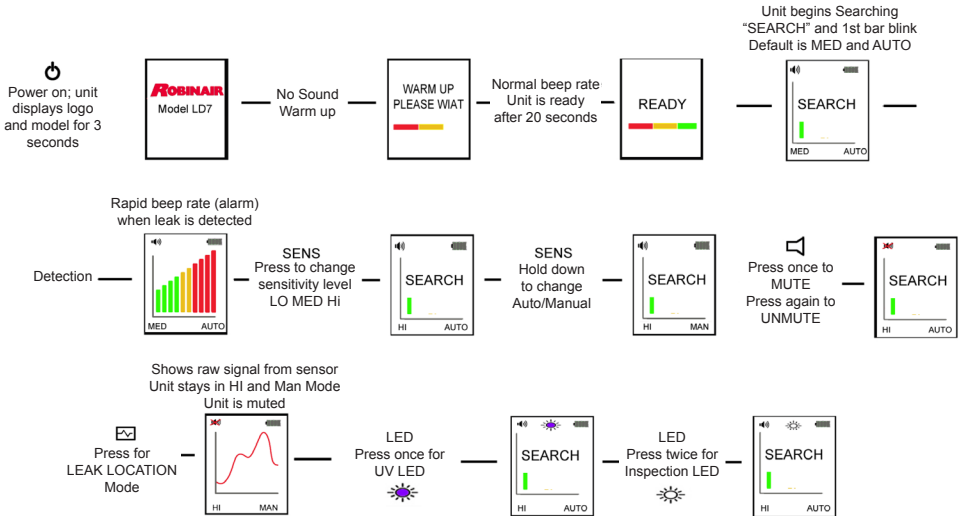 Power on; unit
displays logo
and model for 3
seconds
ROBINAIR
Model LD7
No Sound
Warm up
WARM UP
PLEASE WIAT
Normal beep rate
Unit is ready
after 20 seconds
READY
Unit begins Searching
“SEARCH” and 1st bar blink
Default is MED and AUTO
SEARCH
MED AUTO
Detection
Rapid beep rate (alarm)
when leak is detected
MED AUTO
SENS
Press to change
sensitivity level
LO MED Hi
SEARCH
HI AUTO
SENS
Hold down
to change
Auto/Manual
SEARCH
HI MAN
Press once to
MUTE
Press again to
UNMUTE
SEARCH
HI AUTO
Press for
LEAK LOCATION
Mode
Shows raw signal from sensor
Unit stays in HI and Man Mode
Unit is muted
HI MAN
LED
Press once for
UV LED
SEARCH
HI AUTO
LED
Press twice for
Inspection LED
SEARCH
HI AUTO